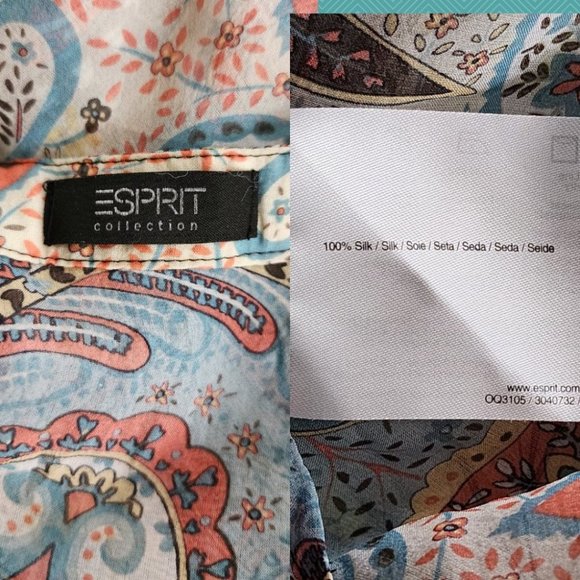 ESPRIT
collection
100% Silk / Silk / Soie / Seta / Seda / Seda / Seide
www.esprit.com
OQ3105 / 3040732 /